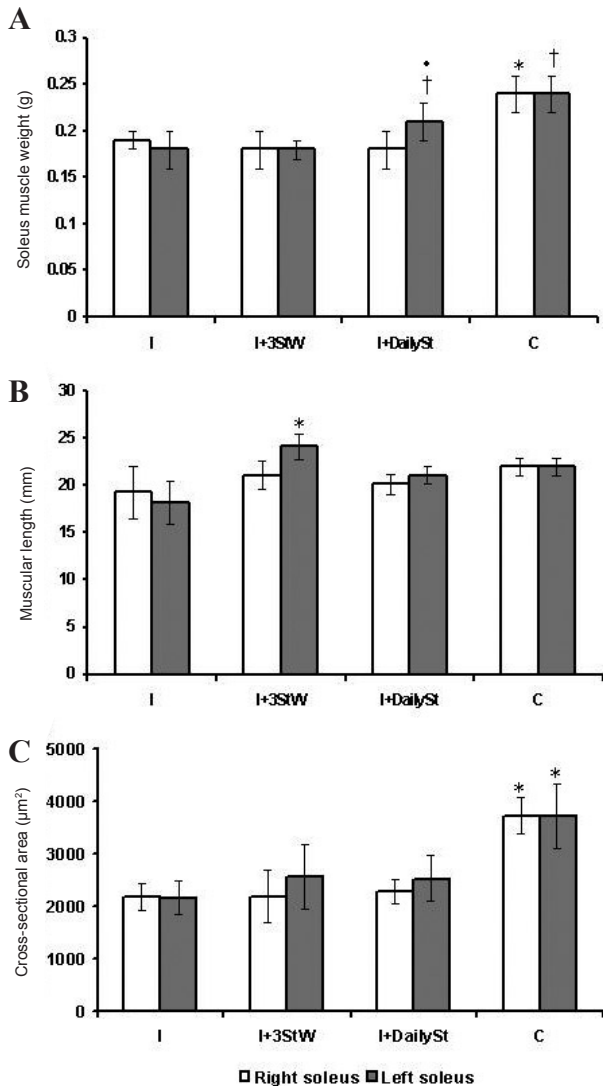 A
Soleus muscle weight (g)
0.3
0.25
0.2
0.15
0.1
0.05
0
•
†
*
†
I
I+3StW
I+DailySt
C
B
Muscular length (mm)
30
25
20
15
10
5
0
*
I
I+3StW
I+DailySt
C
C
Cross-sectional area (µm²)
5000
4000
3000
2000
1000
0
*
*
I
I+3StW
I+DailySt
C
Right soleus Left soleus